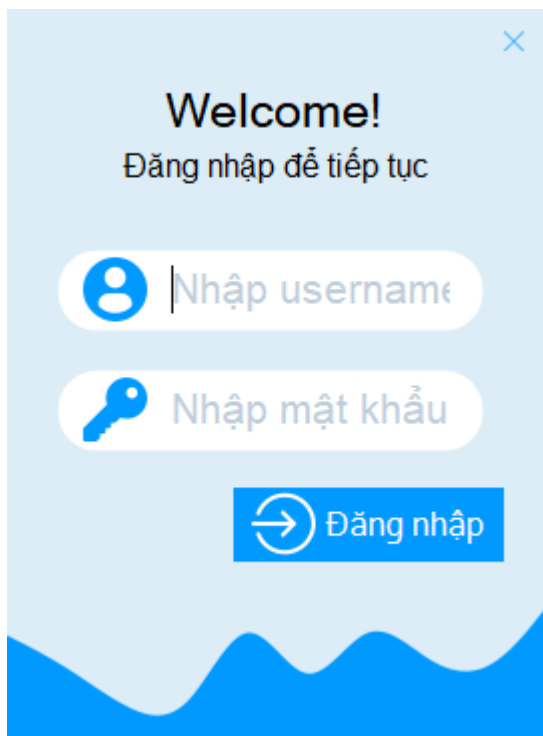 Welcome!
Đăng nhập để tiếp tục
Nhập username
Nhập mật khẩu
Đăng nhập